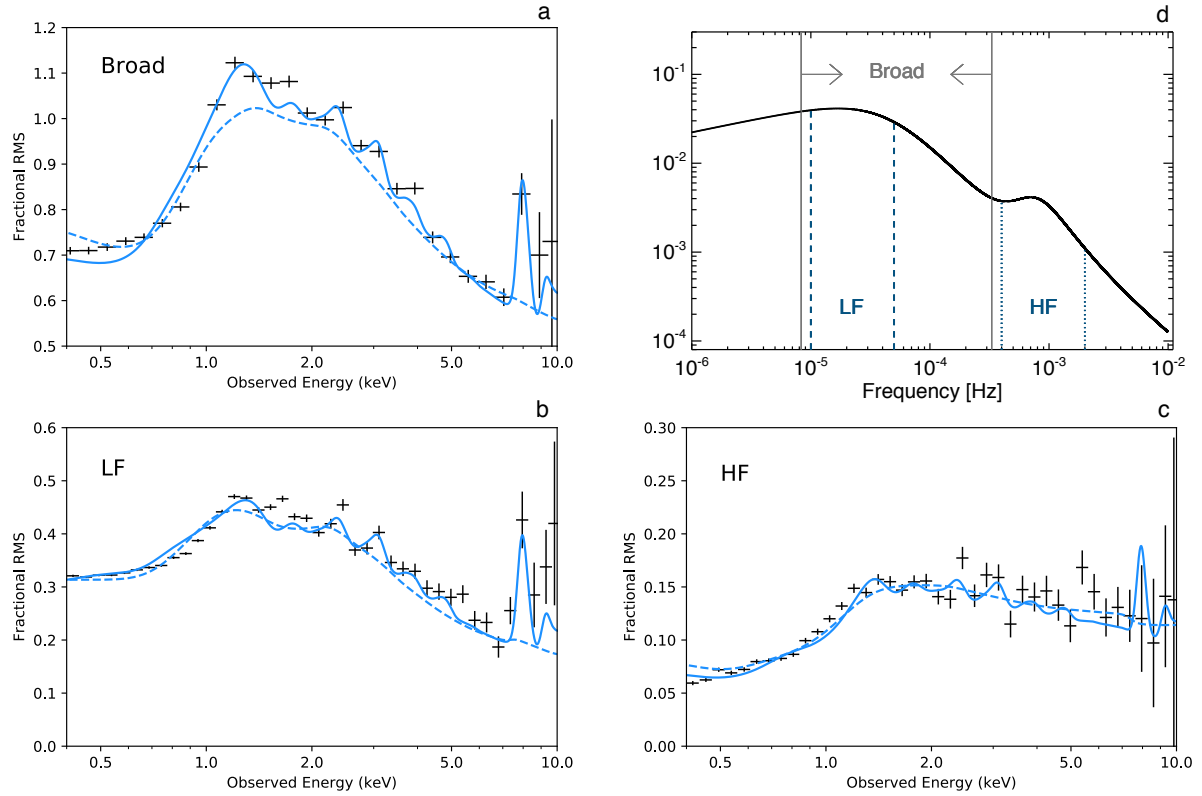 a
Broad
Fractional RMS
1.2
1.1
1.0
0.9
0.8
0.7
0.6
0.5
0.5
1.0
2.0
5.0
10.0
Observed Energy (keV)
d
Broad
10⁻¹
10⁻²
10⁻³
10⁻⁴
LF
HF
10⁻⁶
10⁻⁵
10⁻⁴
10⁻³
10⁻²
Frequency [Hz]
b
LF
Fractional RMS
0.6
0.5
0.4
0.3
0.2
0.1
0.0
0.5
1.0
2.0
5.0
10.0
Observed Energy (keV)
c
HF
Fractional RMS
0.30
0.25
0.20
0.15
0.10
0.05
0.00
0.5
1.0
2.0
5.0
10.0
Observed Energy (keV)